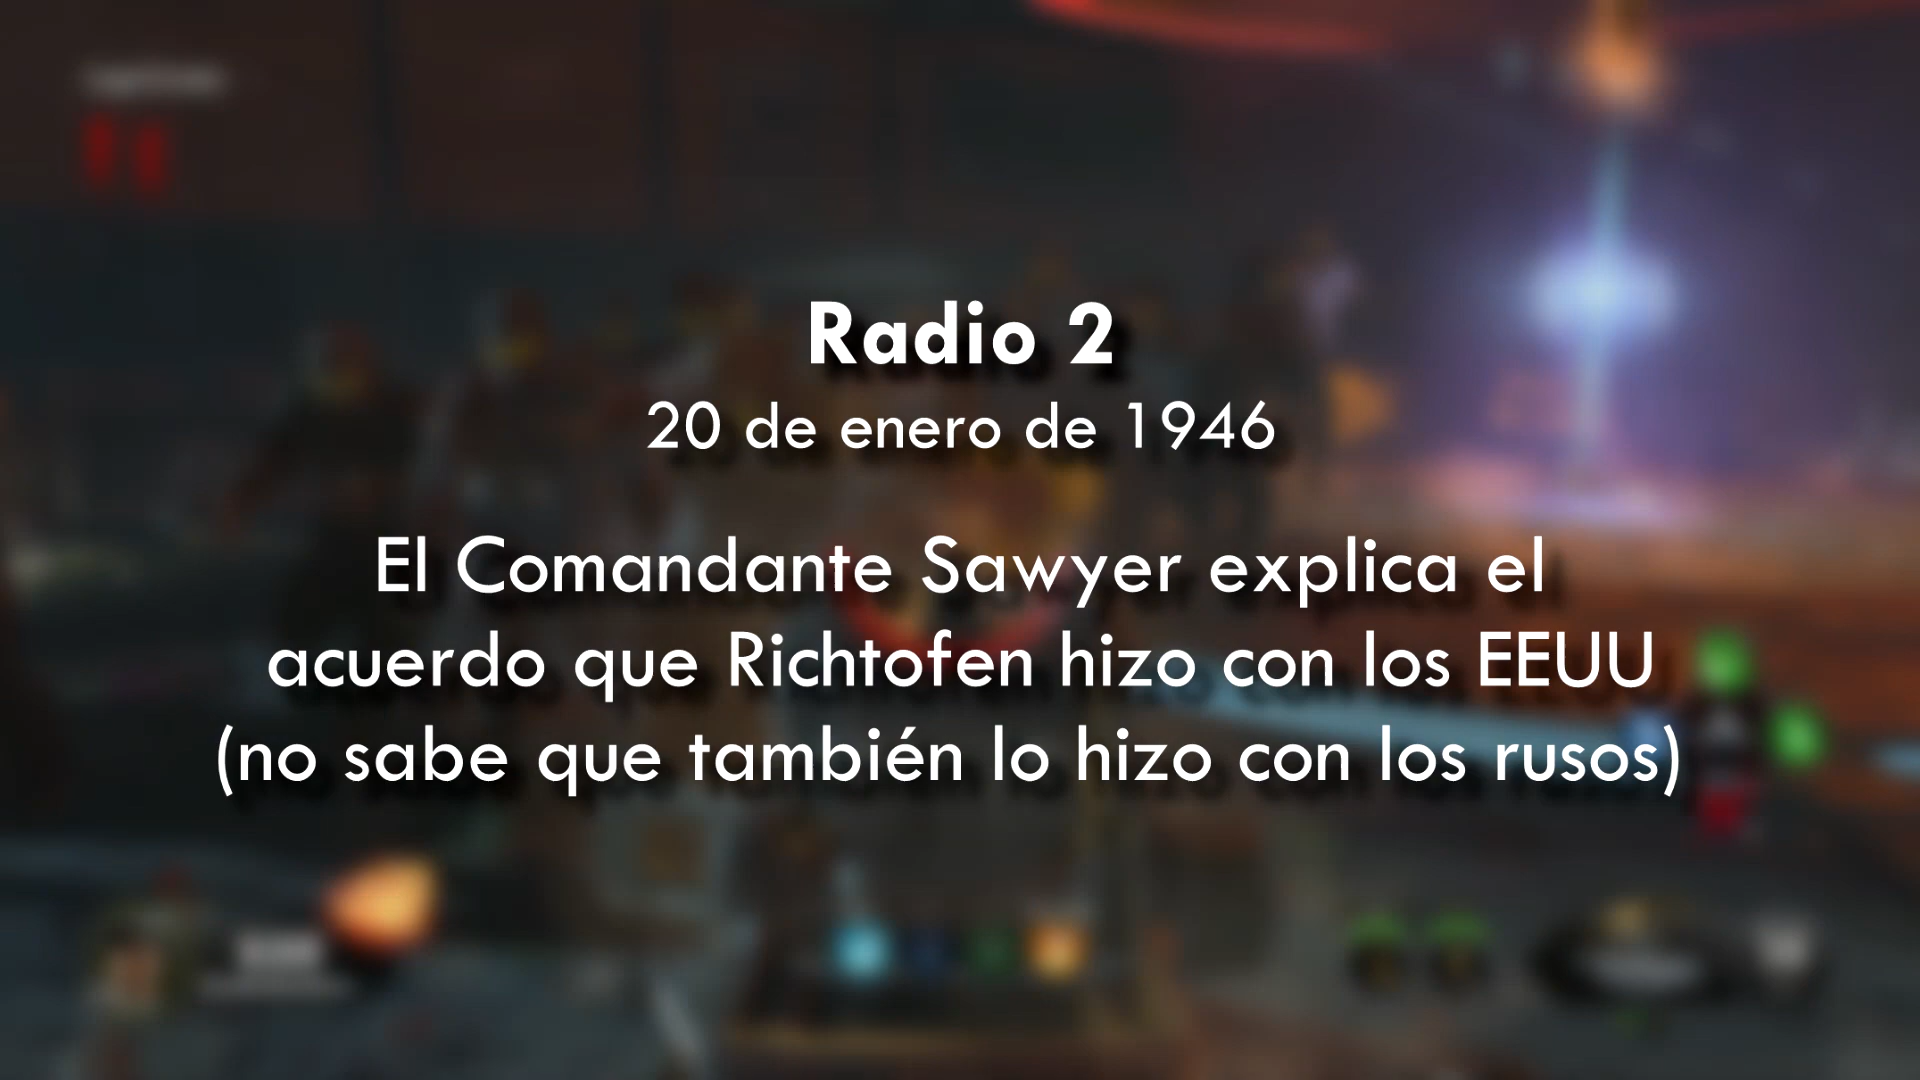 Radio 2
20 de enero de 1946
El Comandante Sawyer explica el
acuerdo que Richtofen hizo con los EEUU
(no sabe que también lo hizo con los rusos)